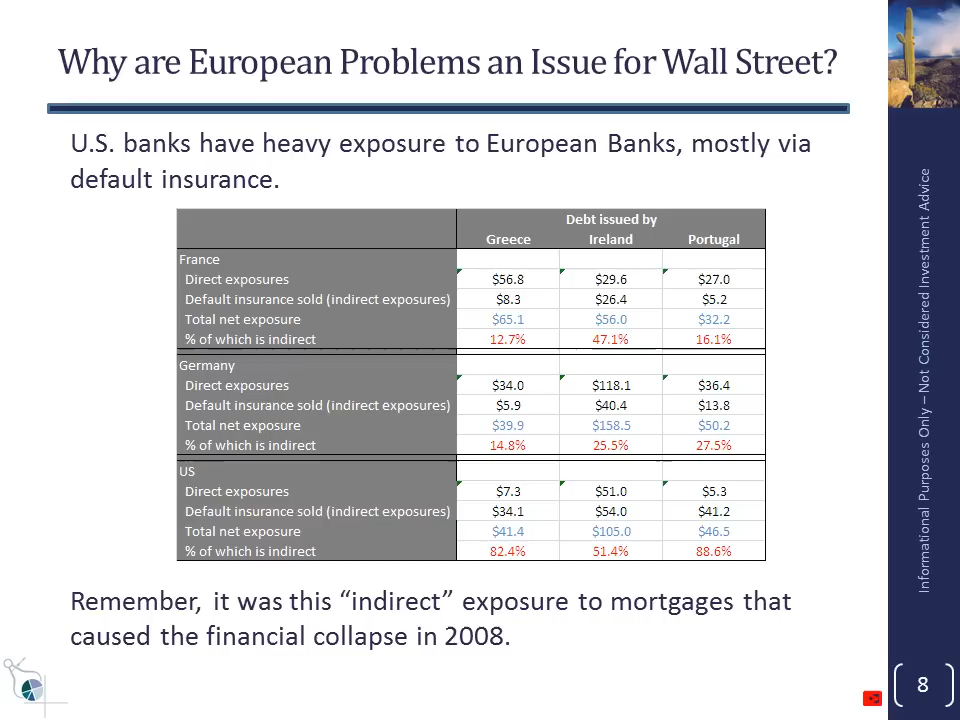 Why are European Problems an Issue for Wall Street?
U.S. banks have heavy exposure to European Banks, mostly via
default insurance.
Debt issued by
Greece Ireland Portugal
France
Direct exposures $56.8 $29.6 $27.0
Default insurance sold (indirect exposures) $8.3 $26.4 $5.2
Total net exposure $65.1 $56.0 $32.2
% of which is indirect 12.7% 47.1% 16.1%
Germany
Direct exposures $34.0 $118.1 $36.4
Default insurance sold (indirect exposures) $5.9 $40.4 $13.8
Total net exposure $39.9 $158.5 $50.2
% of which is indirect 14.8% 25.5% 27.5%
US
Direct exposures $7.3 $51.0 $5.3
Default insurance sold (indirect exposures) $34.1 $54.0 $41.2
Total net exposure $41.4 $105.0 $46.5
% of which is indirect 82.4% 51.4% 88.6%
Remember, it was this “indirect” exposure to mortgages that
caused the financial collapse in 2008.
Informational Purposes Only – Not Considered Investment Advice
8